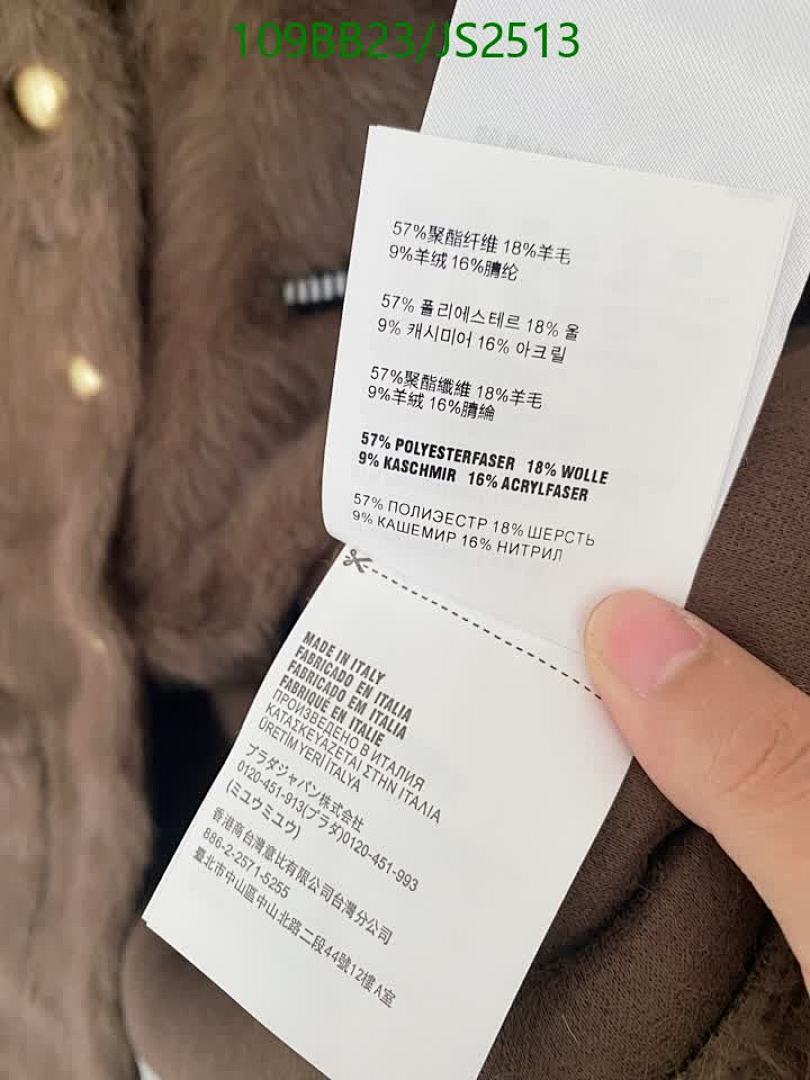 109BB23/JS2513
57%聚酯纤维 18%羊毛
9%羊绒 16%腈纶
57% 폴리에스테르 18% 울
9% 캐시미어 16% 아크릴
57%聚酯纖維 18%羊毛
9%羊絨 16%腈綸
57% POLYESTERFASER 18% WOLLE
9% KASCHMIR 16% ACRYLFASER
57% ПОЛИЭЕСТР 18% ШЕРСТЬ
9% КАШЕМИР 16% НИТРИЛ
MADE IN ITALY
FABRICADO EN ITALIA
FABRICADO EM ITALIA
FABRIQUÉ EN ITALIE
ПРОИЗВЕДЕНО В ИТАЛИЯ
ΚΑΤΑΣΚΕΥΑΖΕΤΑΙ ΣΤΗΝ ΙΤΑΛΙΑ
ÜRETİM YERİ İTALYA
プラダジャパン株式会社
0120-451-913(プラダ)0120-451-993
(ミュウミュウ)
香港商台灣意比有限公司台灣分公司
886-2-2571-5255
臺北市中山區中山北路二段44號12樓A室